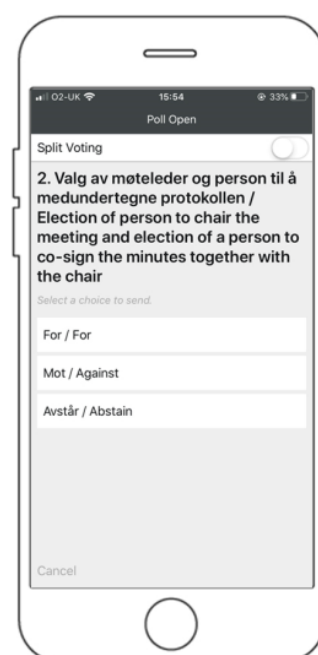 O2-UK 15:54 33%
Poll Open
Split Voting
2. Valg av møteleder og person til å
medundertegne protokollen /
Election of person to chair the
meeting and election of a person to
co-sign the minutes together with
the chair
Select a choice to send.
For / For
Mot / Against
Avstår / Abstain
Cancel